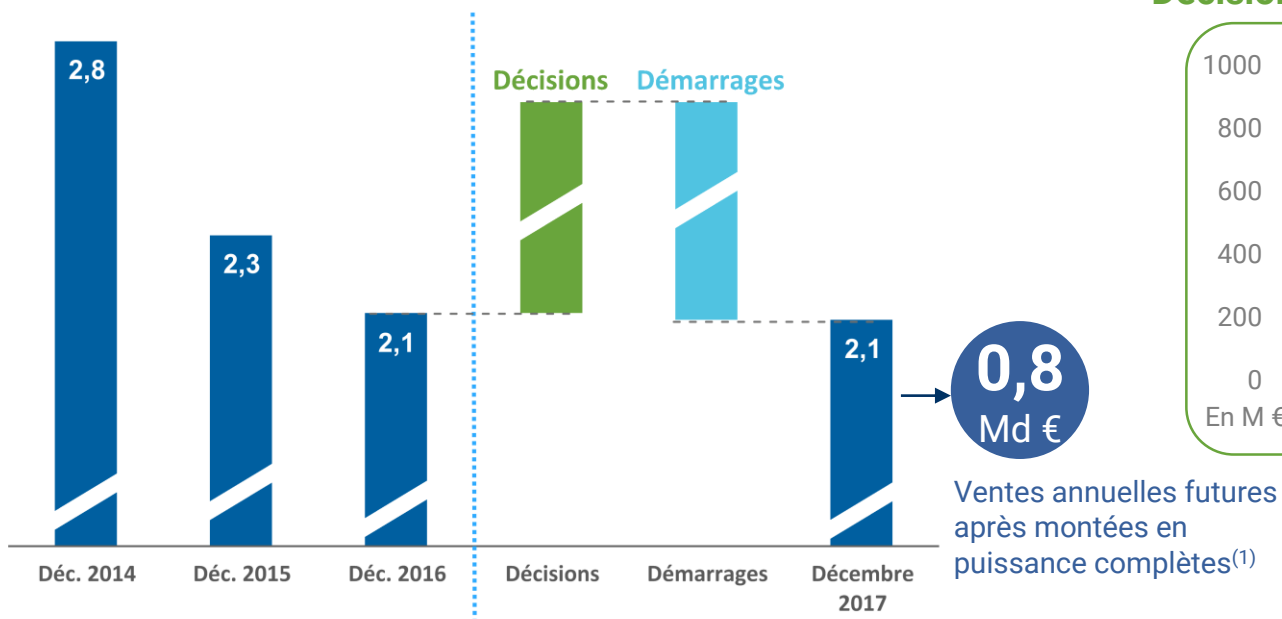 2,8
2,3
2,1
Décisions
Démarrages
2,1
0,8
Md €
Ventes annuelles futures
après montées en
puissance complètes(1)
Déc. 2014
Déc. 2015
Déc. 2016
Décisions
Démarrages
Décembre
2017
1000
800
600
400
200
0
En M €